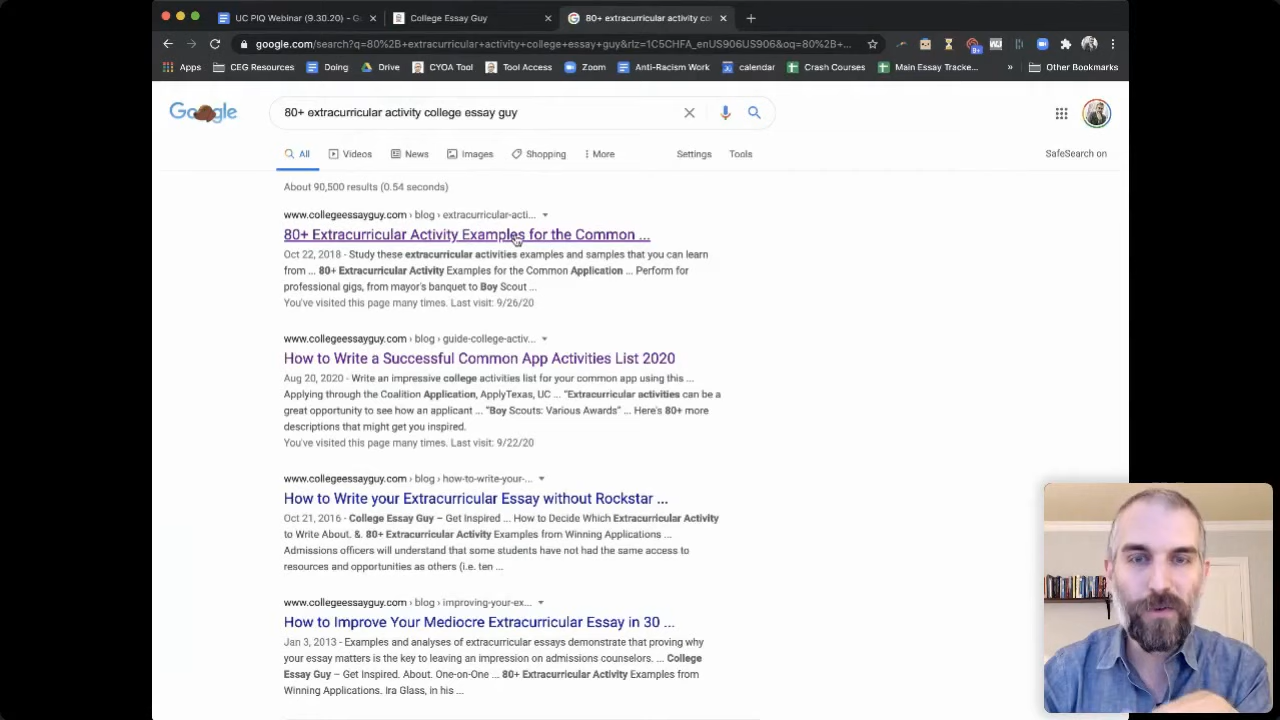 UC PIQ Webinar (9.30.20) – G
College Essay Guy
80+ extracurricular activity co
google.com/search?q=80%2B+extracurricular+activity+college+essay+guy&rlz=1C5CHFA_enUS906US906&oq=80%2B+...
Apps
CEG Resources
Doing
Drive
CYOA Tool
Tool Access
Zoom
Anti-Racism Work
calendar
Crash Courses
Main Essay Tracke...
»
Other Bookmarks
Google
80+ extracurricular activity college essay guy
All
Videos
News
Images
Shopping
More
Settings
Tools
SafeSearch on
About 90,500 results (0.54 seconds)
www.collegeessayguy.com › blog › extracurricular-acti...
80+ Extracurricular Activity Examples for the Common ...
Oct 22, 2018 - Study these extracurricular activities examples and samples that you can learn
from ... 80+ Extracurricular Activity Examples for the Common Application ... Perform for
professional gigs, from mayor's banquet to Boy Scout ...
You've visited this page many times. Last visit: 9/26/20
www.collegeessayguy.com › blog › guide-college-activ...
How to Write a Successful Common App Activities List 2020
Aug 20, 2020 - Write an impressive college activities list for your common app using this ...
Applying through the Coalition Application, ApplyTexas, UC ... "Extracurricular activities can be a
great opportunity to see how an applicant ... "Boy Scouts: Various Awards" ... Here's 80+ more
descriptions that might get you inspired.
You've visited this page many times. Last visit: 9/22/20
www.collegeessayguy.com › blog › how-to-write-your-...
How to Write your Extracurricular Essay without Rockstar ...
Oct 21, 2016 - College Essay Guy – Get Inspired ... How to Decide Which Extracurricular Activity
to Write About. &. 80+ Extracurricular Activity Examples from Winning Applications ...
Admissions officers will understand that some students have not had the same access to
resources and opportunities as others (i.e. ten ...
www.collegeessayguy.com › blog › improving-your-ex...
How to Improve Your Mediocre Extracurricular Essay in 30 ...
Jan 3, 2013 - Examples and analyses of extracurricular essays demonstrate that proving why
your essay matters is the key to leaving an impression on admissions counselors. ... College
Essay Guy – Get Inspired. About. One-on-One ... 80+ Extracurricular Activity Examples from
Winning Applications. Ira Glass, in his ...